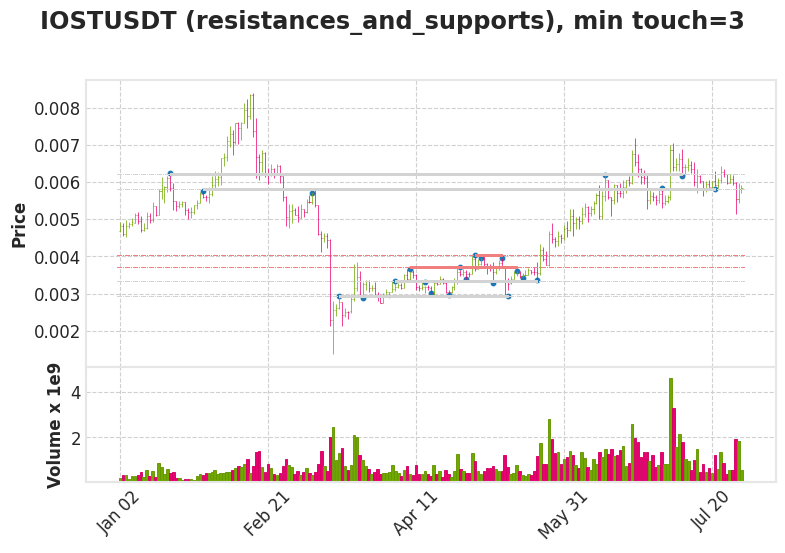 IOSTUSDT (resistances_and_supports), min touch=3
0.008
0.007
0.006
0.005
0.004
0.003
0.002
Price
4
2
Volume x 1e9
Jan 02
Feb 21
Apr 11
May 31
Jul 20